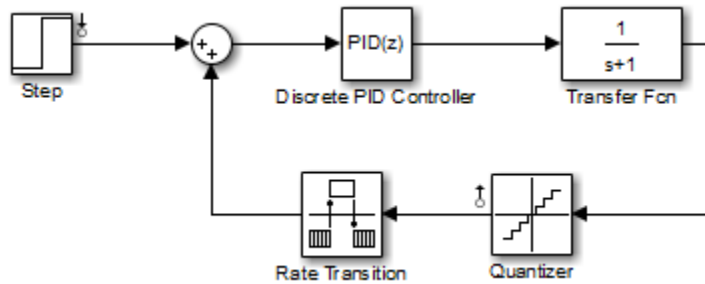 +
+
PID(z)
1
s+1
Step
Discrete PID Controller
Transfer Fcn
Rate Transition
Quantizer